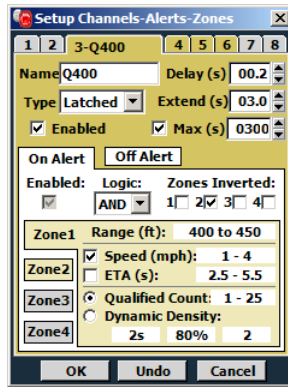 Setup Channels-Alerts-Zones
1 2 3-Q400 4 5 6 7 8
Name Q400 Delay (s) 00.2
Type Latched Extend (s) 03.0
Enabled Max (s) 0300
On Alert Off Alert
Enabled: Logic: Zones Inverted:
AND 1 2 3 4
Zone1 Range (ft): 400 to 450
Speed (mph): 1 - 4
Zone2 ETA (s): 2.5 - 5.5
Zone3 Qualified Count: 1 - 25
Dynamic Density:
Zone4 2s 80% 2
OK Undo Cancel